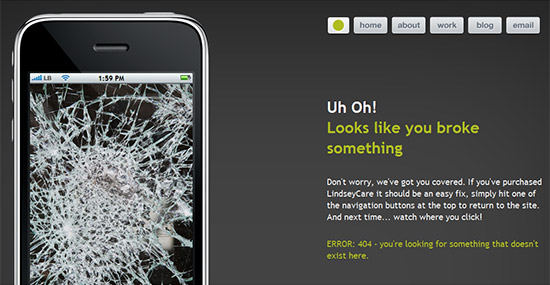 home about work blog email
LB 1:59 PM
Uh Oh!
Looks like you broke
something
Don't worry, we've got you covered. If you've purchased
LindseyCare it should be an easy fix, simply hit one of
the navigation buttons at the top to return to the site.
And next time... watch where you click!
ERROR: 404 - you're looking for something that doesn't
exist here.